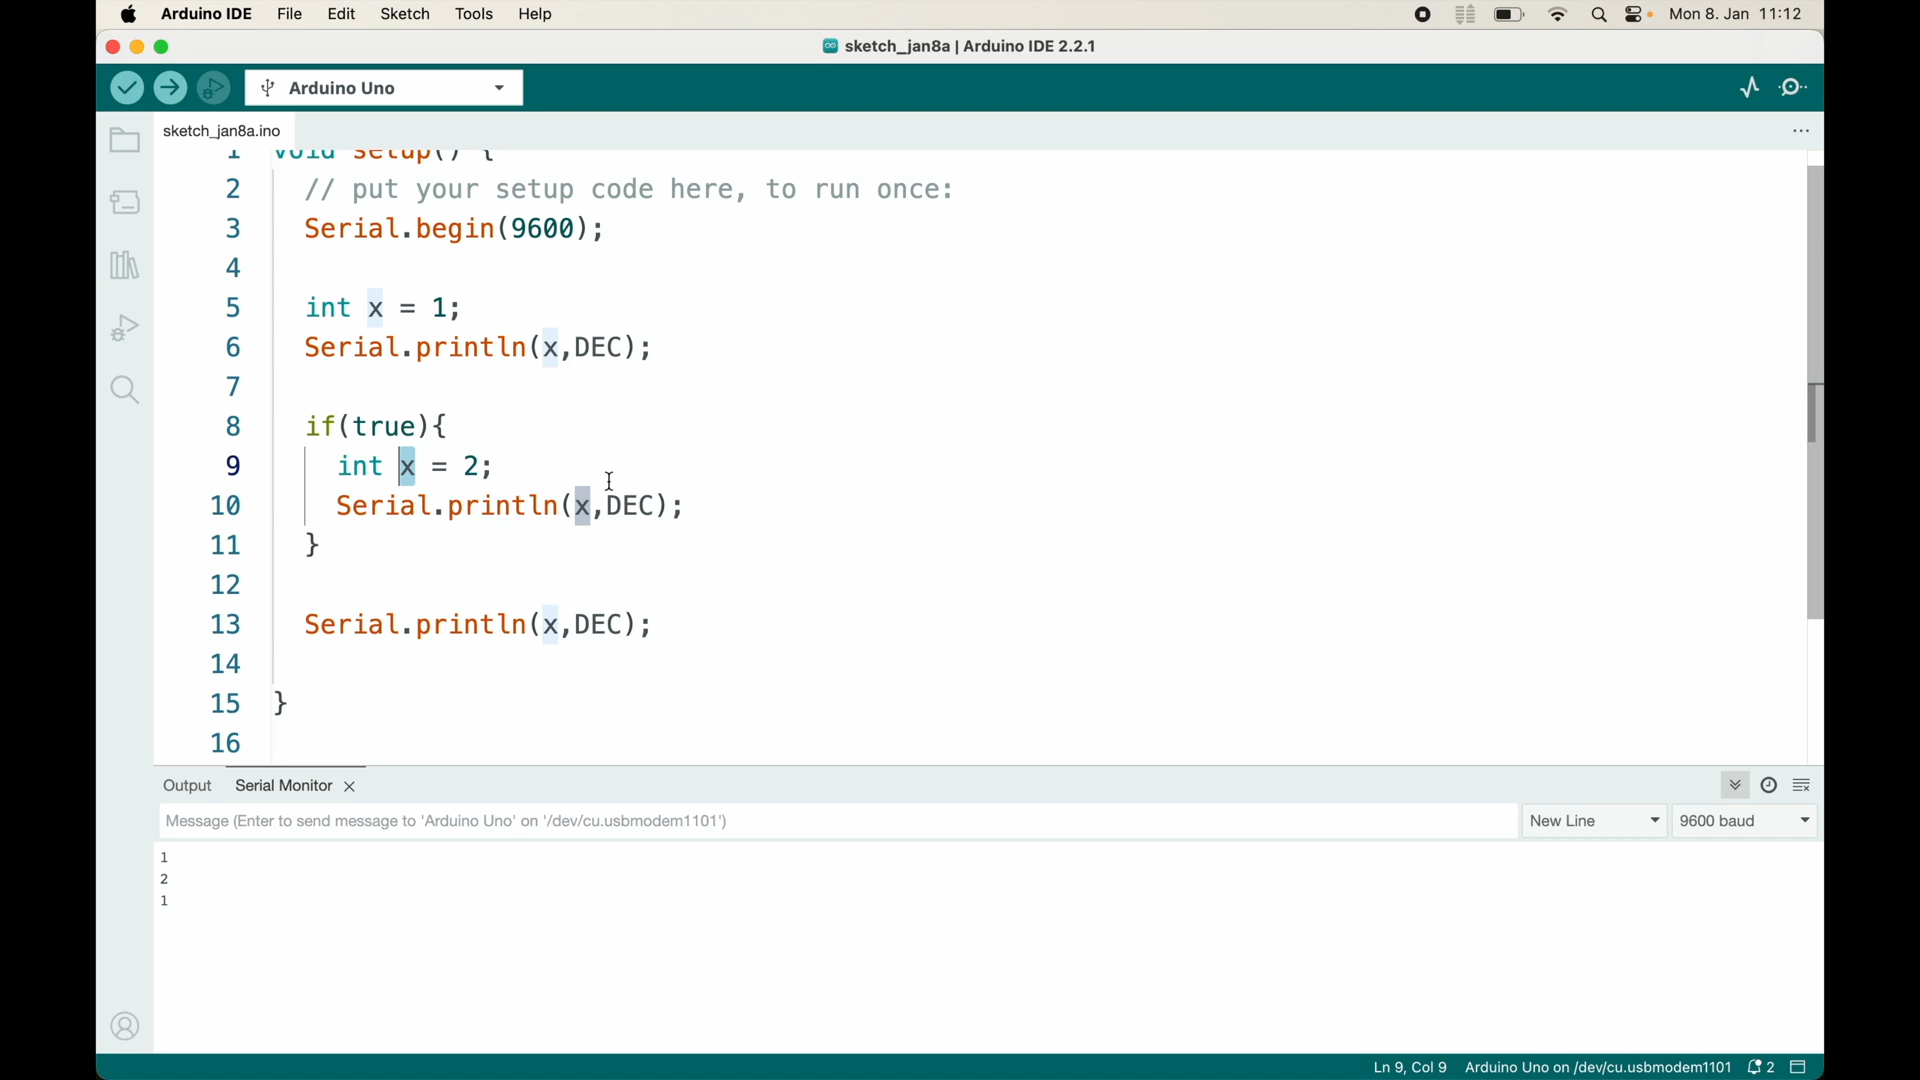 Arduino IDE File Edit Sketch Tools Help Mon 8. Jan 11:12
sketch_jan8a | Arduino IDE 2.2.1
Arduino Uno
sketch_jan8a.ino
1 void setup() {
2 // put your setup code here, to run once:
3 Serial.begin(9600);
4
5 int x = 1;
6 Serial.println(x,DEC);
7
8 if(true){
9 int x = 2;
10 Serial.println(x,DEC);
11 }
12
13 Serial.println(x,DEC);
14
15 }
16
Output Serial Monitor
Message (Enter to send message to 'Arduino Uno' on '/dev/cu.usbmodem1101') New Line 9600 baud
1
2
1
Ln 9, Col 9 Arduino Uno on /dev/cu.usbmodem1101 2